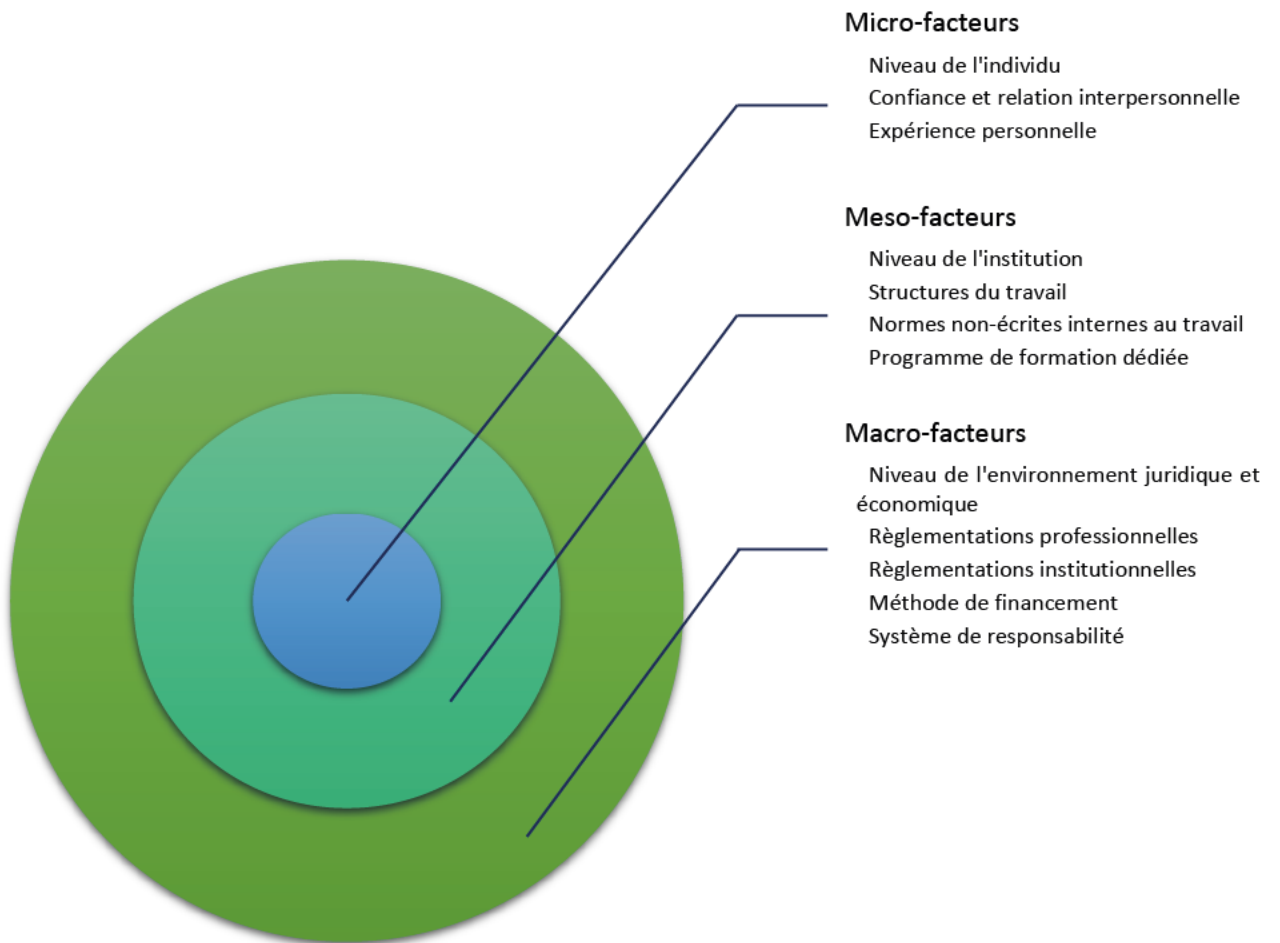 Micro-facteurs
Niveau de l'individu
Confiance et relation interpersonnelle
Expérience personnelle
Meso-facteurs
Niveau de l'institution
Structures du travail
Normes non-écrites internes au travail
Programme de formation dédiée
Macro-facteurs
Niveau de l'environnement juridique et
économique
Règlementations professionnelles
Règlementations institutionnelles
Méthode de financement
Système de responsabilité